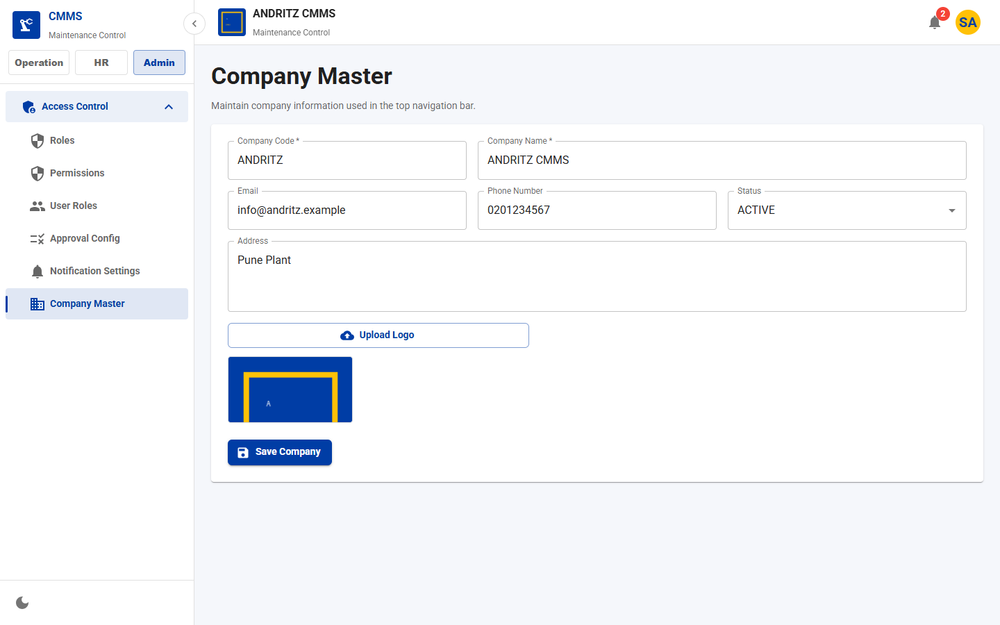 CMMS
Maintenance Control
Operation
HR
Admin
Access Control
Roles
Permissions
User Roles
Approval Config
Notification Settings
Company Master
ANDRITZ CMMS
Maintenance Control
2
SA
Company Master
Maintain company information used in the top navigation bar.
Company Code *
ANDRITZ
Company Name *
ANDRITZ CMMS
Email
info@andritz.example
Phone Number
0201234567
Status
ACTIVE
Address
Pune Plant
Upload Logo
A
Save Company